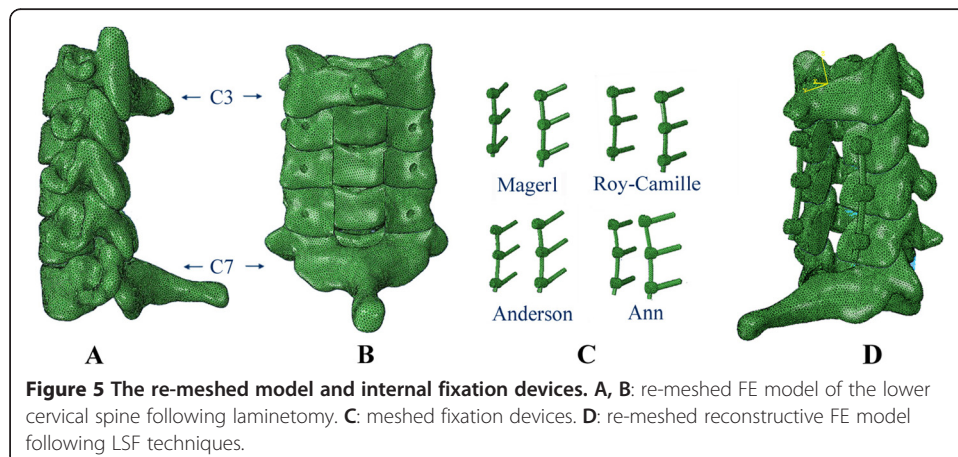 C3
C7
Magerl Roy-Camille
Anderson Ann
A B C D
Figure 5 The re-meshed model and internal fixation devices. A, B: re-meshed FE model of the lower
cervical spine following laminetomy. C: meshed fixation devices. D: re-meshed reconstructive FE model
following LSF techniques.